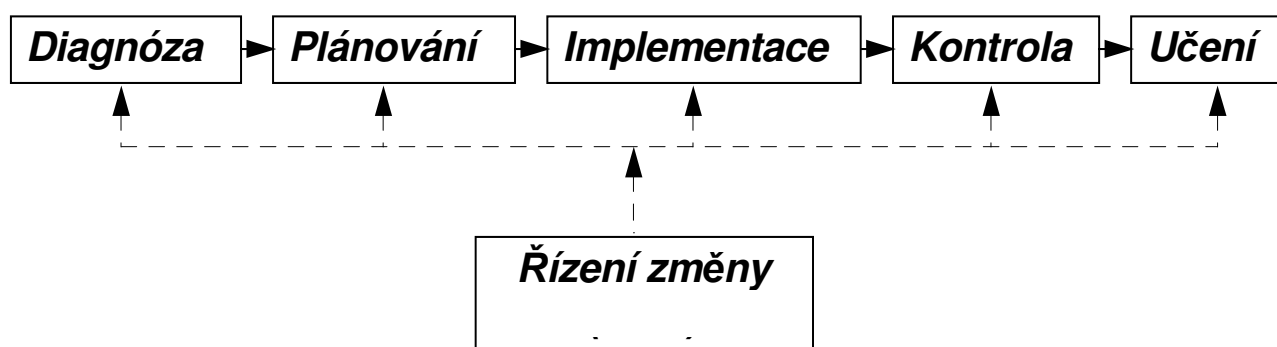 Diagnóza
Plánování
Implementace
Kontrola
Učení
Řízení změny